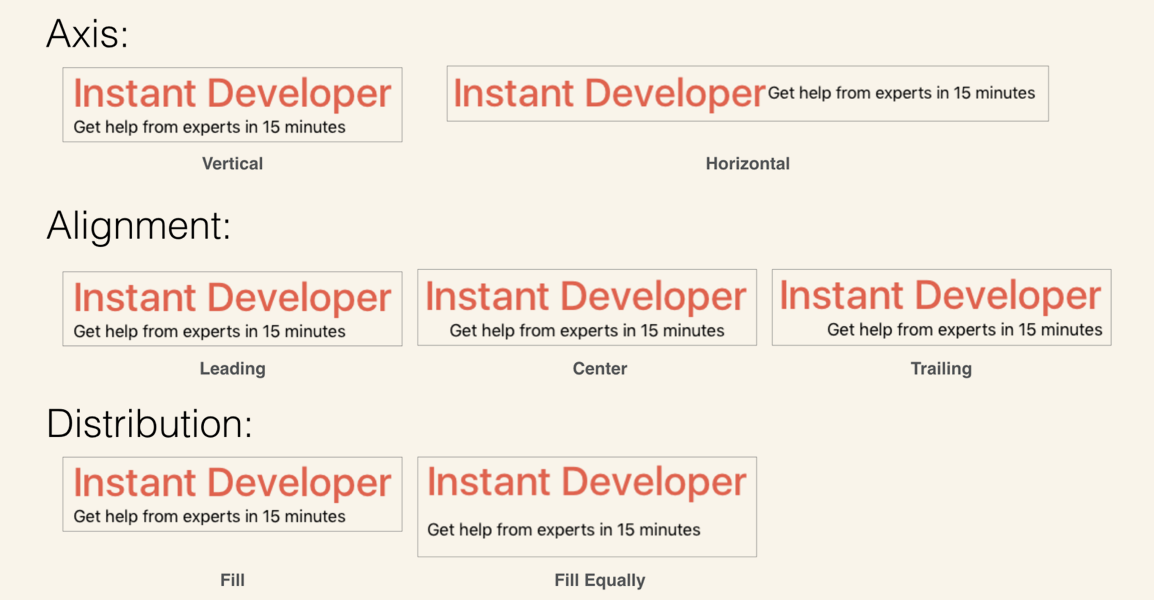 Axis:
Instant Developer
Get help from experts in 15 minutes
Vertical
Instant Developer Get help from experts in 15 minutes
Horizontal
Alignment:
Instant Developer
Get help from experts in 15 minutes
Leading
Instant Developer
Get help from experts in 15 minutes
Center
Instant Developer
Get help from experts in 15 minutes
Trailing
Distribution:
Instant Developer
Get help from experts in 15 minutes
Fill
Instant Developer
Get help from experts in 15 minutes
Fill Equally